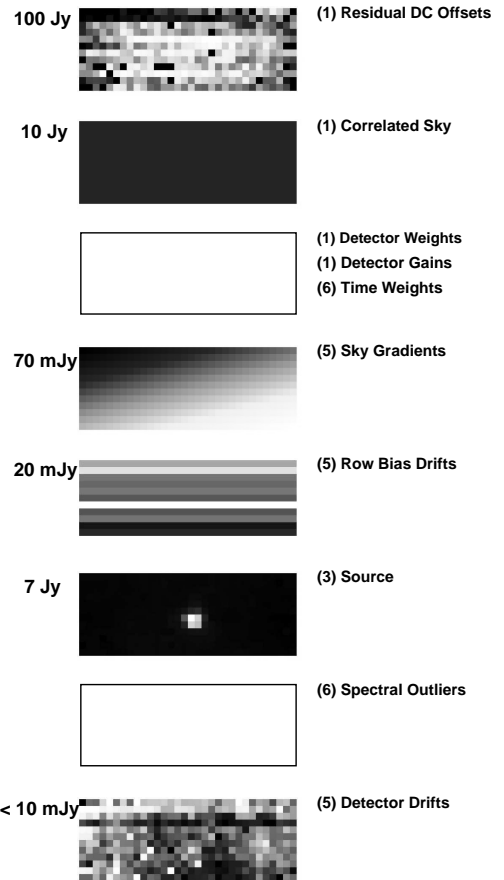 100 Jy
(1) Residual DC Offsets
10 Jy
(1) Correlated Sky
(1) Detector Weights
(1) Detector Gains
(6) Time Weights
70 mJy
(5) Sky Gradients
20 mJy
(5) Row Bias Drifts
7 Jy
(3) Source
(6) Spectral Outliers
< 10 mJy
(5) Detector Drifts